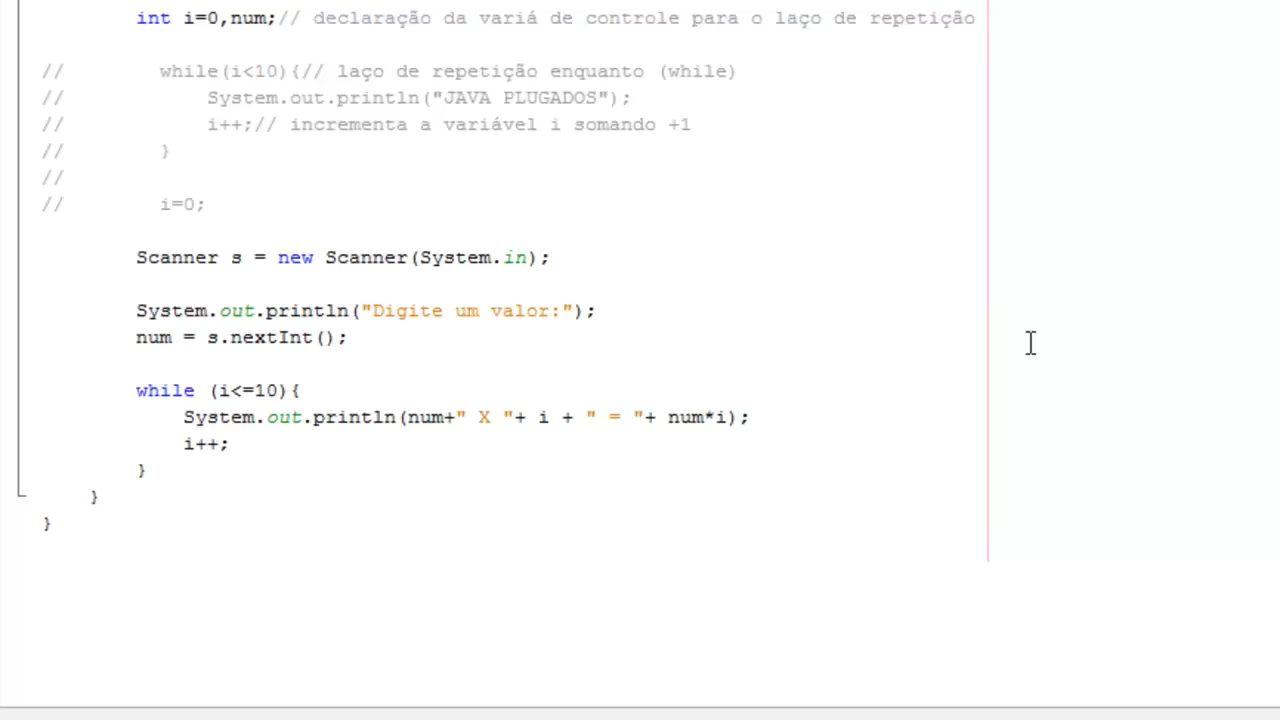 int i=0,num;// declaração da variá de controle para o laço de repetição
// while(i<10){// laço de repetição enquanto (while)
// System.out.println("JAVA PLUGADOS");
// i++;// incrementa a variável i somando +1
// }
//
// i=0;
Scanner s = new Scanner(System.in);
System.out.println("Digite um valor:");
num = s.nextInt();
while (i<=10){
System.out.println(num+" X "+ i + " = "+ num*i);
i++;
}
}
}